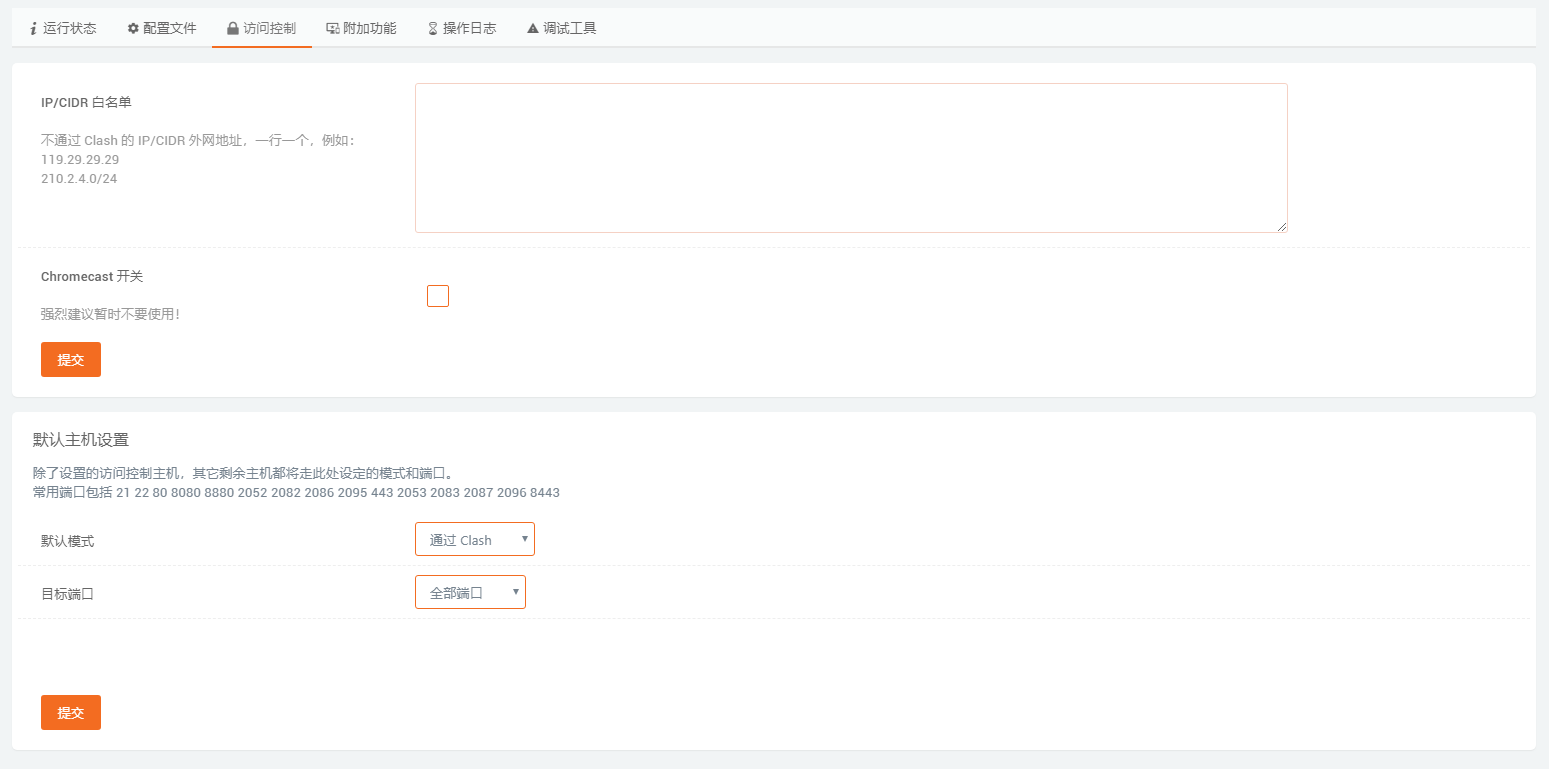 运行状态 配置文件 访问控制 附加功能 操作日志 调试工具
IP/CIDR 白名单
不通过 Clash 的 IP/CIDR 外网地址，一行一个，例如：
119.29.29.29
210.2.4.0/24
Chromecast 开关
强烈建议暂时不要使用！
提交
默认主机设置
除了设置的访问控制主机，其它剩余主机都将走此处设定的模式和端口。
常用端口包括 21 22 80 8080 8880 2052 2082 2086 2095 443 2053 2083 2087 2096 8443
默认模式 通过 Clash
目标端口 全部端口
提交